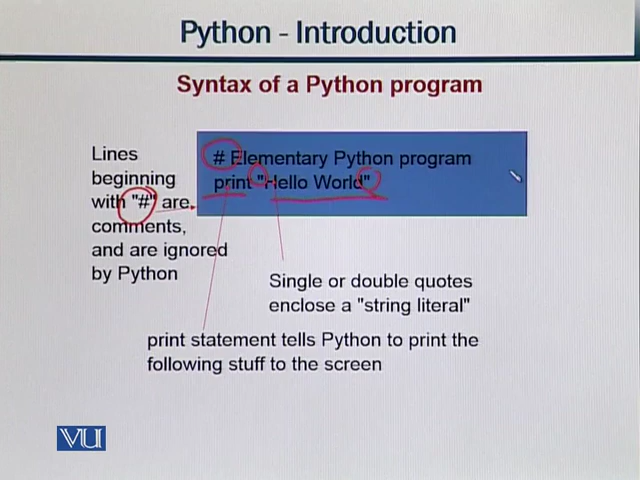 Python - Introduction
Syntax of a Python program
Lines
beginning
with "#" are
comments,
and are ignored
by Python
# Elementary Python program
print "Hello World"
Single or double quotes
enclose a "string literal"
print statement tells Python to print the
following stuff to the screen
VU